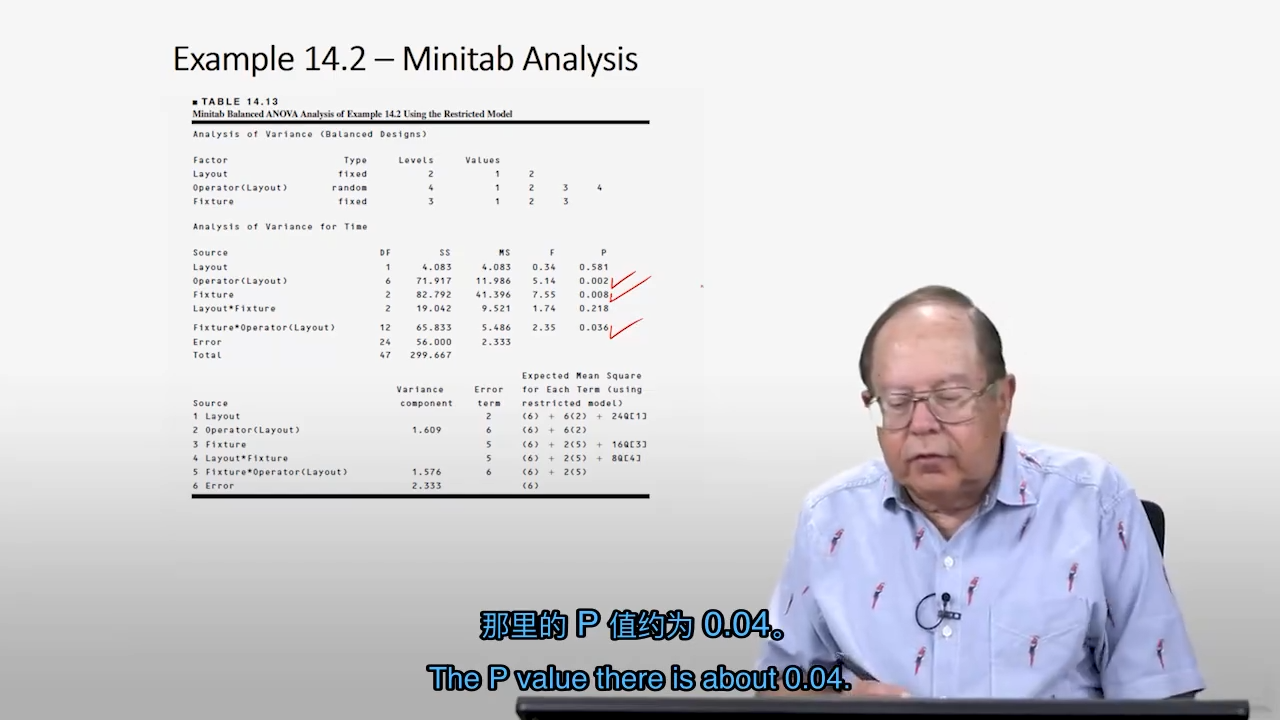 Example 14.2 – Minitab Analysis
■ TABLE 14.13
Minitab Balanced ANOVA Analysis of Example 14.2 Using the Restricted Model
Analysis of Variance (Balanced Designs)
Factor Type Levels Values
Layout fixed 2 1 2
Operator(Layout) random 4 1 2 3 4
Fixture fixed 3 1 2 3
Analysis of Variance for Time
Source DF SS MS F P
Layout 1 4.083 4.083 0.34 0.581
Operator(Layout) 6 71.917 11.986 5.14 0.002
Fixture 2 82.792 41.396 7.55 0.008
Layout*Fixture 2 19.042 9.521 1.74 0.218
Fixture*Operator(Layout) 12 65.833 5.486 2.35 0.036
Error 24 56.000 2.333
Total 47 299.667
Expected Mean Square
Variance Error for Each Term (using
Source component term restricted model)
1 Layout 2 (6) + 6(2) + 24Q[1]
2 Operator(Layout) 1.609 6 (6) + 6(2)
3 Fixture 5 (6) + 2(5) + 16Q[3]
4 Layout*Fixture 5 (6) + 2(5) + 8Q[4]
5 Fixture*Operator(Layout) 1.576 6 (6) + 2(5)
6 Error 2.333 (6)
那里的 P 值约为 0.04。
The P value there is about 0.04.